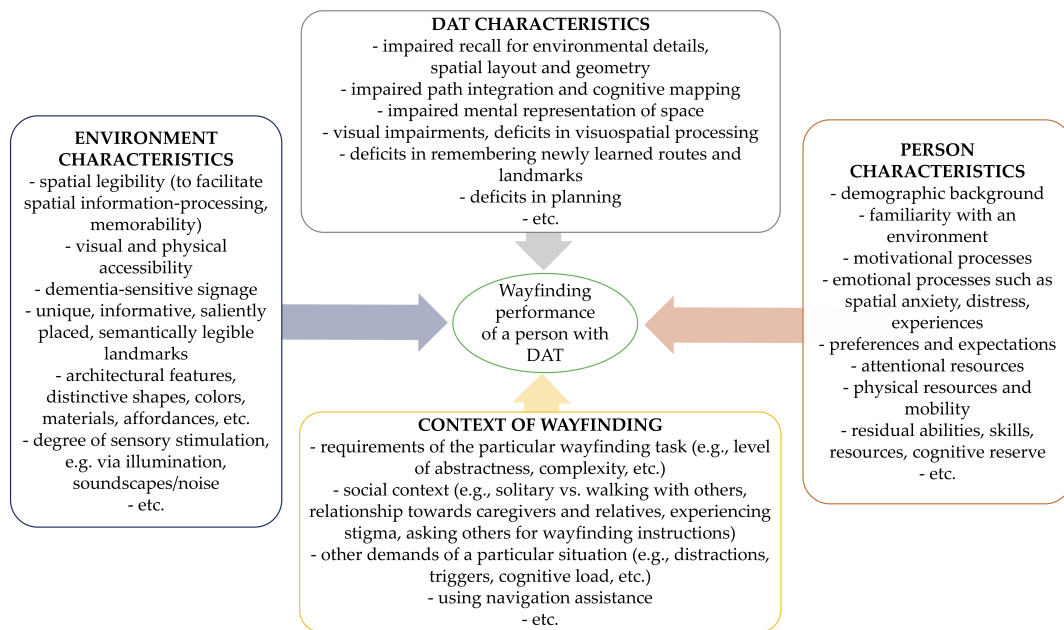 DAT CHARACTERISTICS
- impaired recall for environmental details,
spatial layout and geometry
- impaired path integration and cognitive mapping
- impaired mental representation of space
- visual impairments, deficits in visuospatial processing
- deficits in remembering newly learned routes and
landmarks
- deficits in planning
- etc.
ENVIRONMENT
CHARACTERISTICS
- spatial legibility (to facilitate
spatial information-processing,
memorability)
- visual and physical
accessibility
- dementia-sensitive signage
- unique, informative, saliently
placed, semantically legible
landmarks
- architectural features,
distinctive shapes, colors,
materials, affordances, etc.
- degree of sensory stimulation,
e.g. via illumination,
soundscapes/noise
- etc.
Wayfinding
performance
of a person with
DAT
PERSON
CHARACTERISTICS
- demographic background
- familiarity with an
environment
- motivational processes
- emotional processes such as
spatial anxiety, distress,
experiences
- preferences and expectations
- attentional resources
- physical resources and
mobility
- residual abilities, skills,
resources, cognitive reserve
- etc.
CONTEXT OF WAYFINDING
- requirements of the particular wayfinding task (e.g., level
of abstractness, complexity, etc.)
- social context (e.g., solitary vs. walking with others,
relationship towards caregivers and relatives, experiencing
stigma, asking others for wayfinding instructions)
- other demands of a particular situation (e.g., distractions,
triggers, cognitive load, etc.)
- using navigation assistance
- etc.